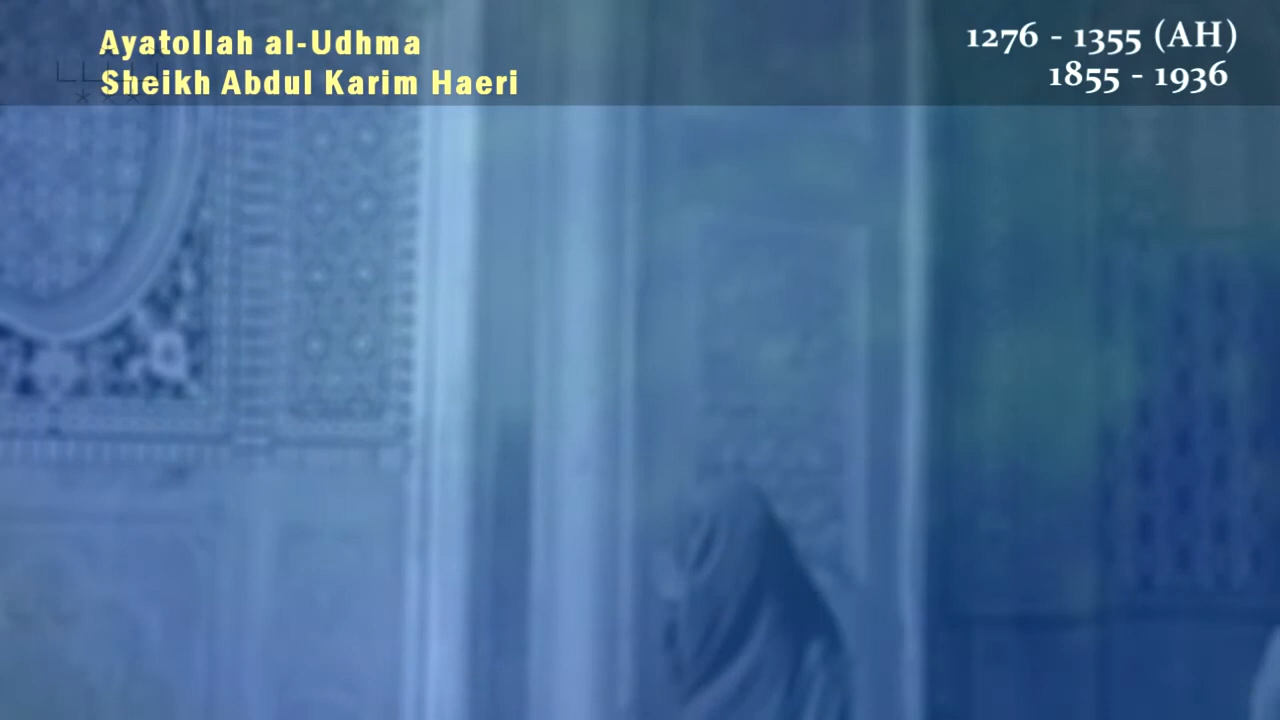 Ayatollah al-Udhma
Sheikh Abdul Karim Haeri
1276 - 1355 (AH)
1855 - 1936